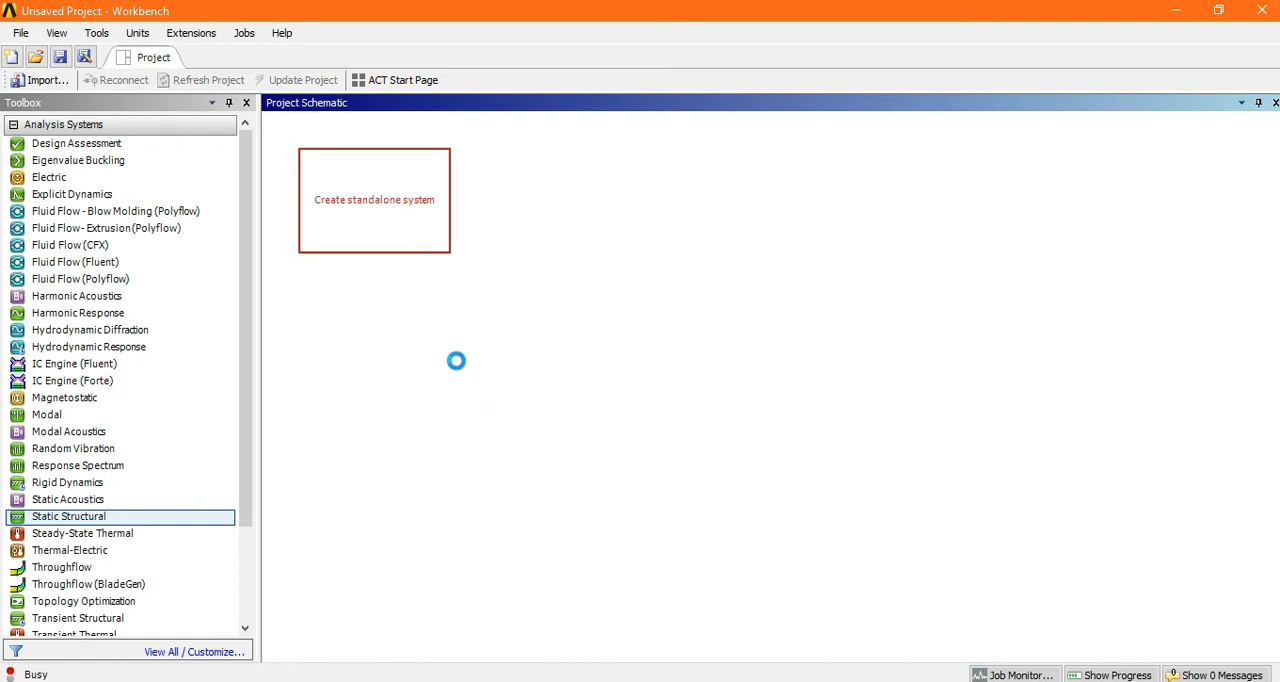 Unsaved Project - Workbench
File View Tools Units Extensions Jobs Help
Project
Import... Reconnect Refresh Project Update Project ACT Start Page
Toolbox
Project Schematic
Analysis Systems
Design Assessment
Eigenvalue Buckling
Electric
Explicit Dynamics
Fluid Flow - Blow Molding (Polyflow)
Fluid Flow- Extrusion (Polyflow)
Fluid Flow (CFX)
Fluid Flow (Fluent)
Fluid Flow (Polyflow)
Harmonic Acoustics
Harmonic Response
Hydrodynamic Diffraction
Hydrodynamic Response
IC Engine (Fluent)
IC Engine (Forte)
Magnetostatic
Modal
Modal Acoustics
Random Vibration
Response Spectrum
Rigid Dynamics
Static Acoustics
Static Structural
Steady-State Thermal
Thermal-Electric
Throughflow
Throughflow (BladeGen)
Topology Optimization
Transient Structural
Transient Thermal
View All / Customize...
Create standalone system
Busy
Job Monitor... Show Progress Show 0 Messages